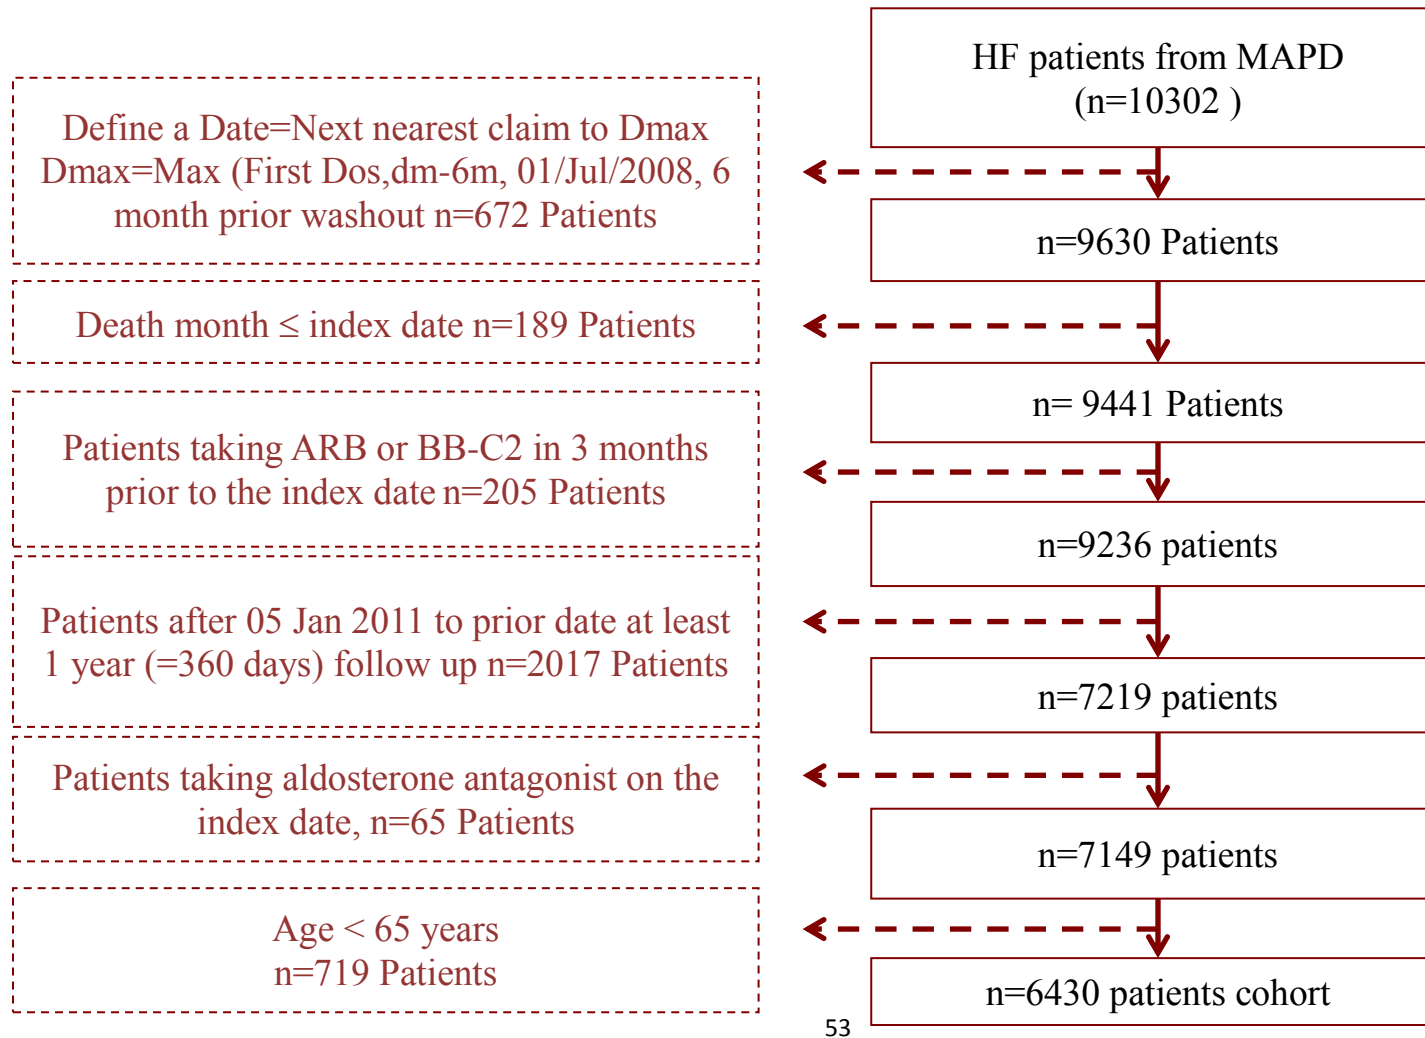 HF patients from MAPD
(n=10302 )
Define a Date=Next nearest claim to Dmax
Dmax=Max (First Dos,dm-6m, 01/Jul/2008, 6
month prior washout n=672 Patients
n=9630 Patients
Death month ≤ index date n=189 Patients
n= 9441 Patients
Patients taking ARB or BB-C2 in 3 months
prior to the index date n=205 Patients
n=9236 patients
Patients after 05 Jan 2011 to prior date at least
1 year (=360 days) follow up n=2017 Patients
n=7219 patients
Patients taking aldosterone antagonist on the
index date, n=65 Patients
n=7149 patients
Age < 65 years
n=719 Patients
n=6430 patients cohort
53